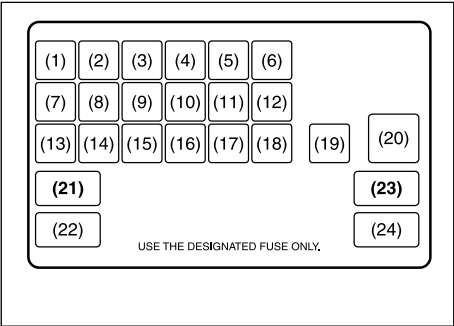 (1) (2) (3) (4) (5) (6)
(7) (8) (9) (10) (11) (12)
(13) (14) (15) (16) (17) (18) (19) (20)
(21) (23)
(22) (24)
USE THE DESIGNATED FUSE ONLY.